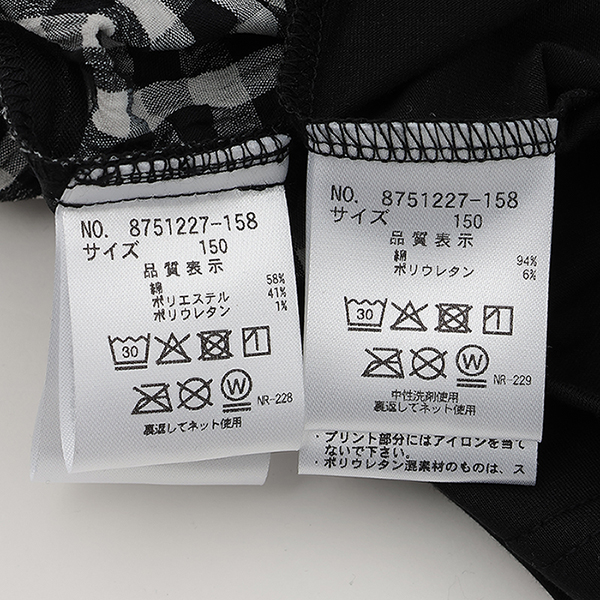 NO. 8751227-158
サイズ 150
品質表示
綿 58%
ポリエステル 41%
ポリウレタン 1%
30
W
NR-228
裏返してネット使用
NO. 8751227-158
サイズ 150
品質表示
綿 94%
ポリウレタン 6%
30
W
NR-229
中性洗剤使用
裏返してネット使用
・プリント部分にはアイロンを当て
ないで下さい。
・ポリウレタン混素材のものは、ス